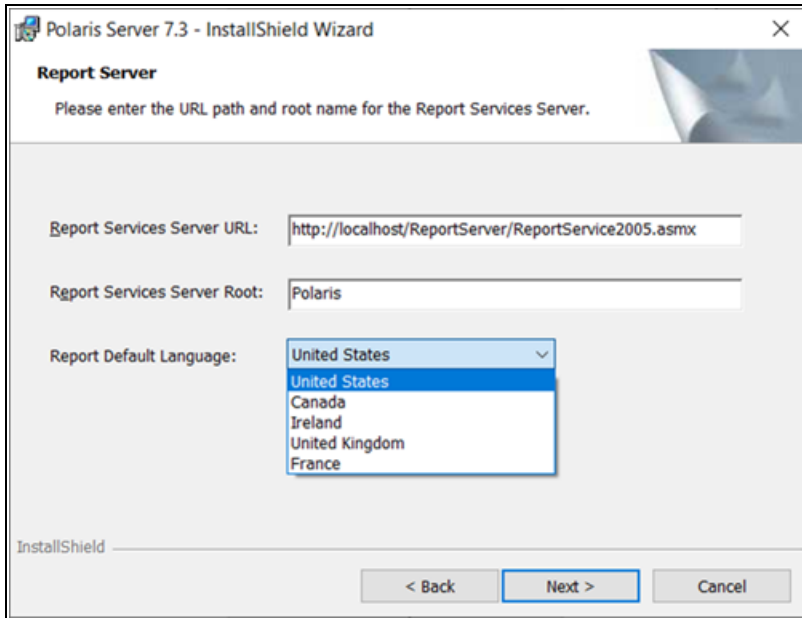 Polaris Server 7.3 - InstallShield Wizard
Report Server
Please enter the URL path and root name for the Report Services Server.
Report Services Server URL: http://localhost/ReportServer/ReportService2005.asmx
Report Services Server Root: Polaris
Report Default Language: United States
United States
Canada
Ireland
United Kingdom
France
InstallShield
< Back Next > Cancel